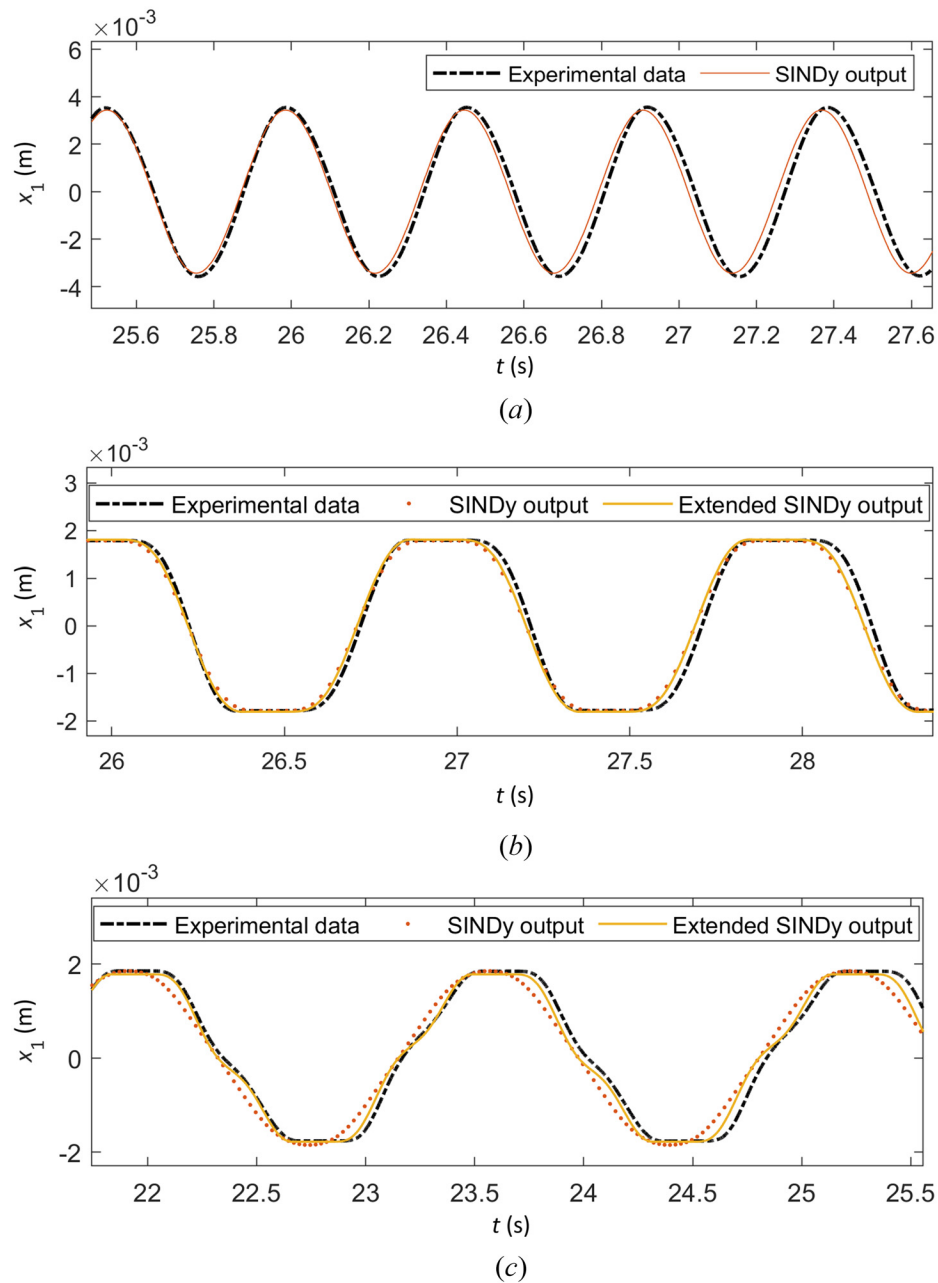 ×10⁻³
6
4
2
0
-2
-4
x₁ (m)
Experimental data SINDy output
25.6 25.8 26 26.2 26.4 26.6 26.8 27 27.2 27.4 27.6
t (s)
(a)
×10⁻³
3
2
1
0
-1
-2
x₁ (m)
Experimental data SINDy output Extended SINDy output
26 26.5 27 27.5 28
t (s)
(b)
×10⁻³
2
0
-2
x₁ (m)
Experimental data SINDy output Extended SINDy output
22 22.5 23 23.5 24 24.5 25 25.5
t (s)
(c)